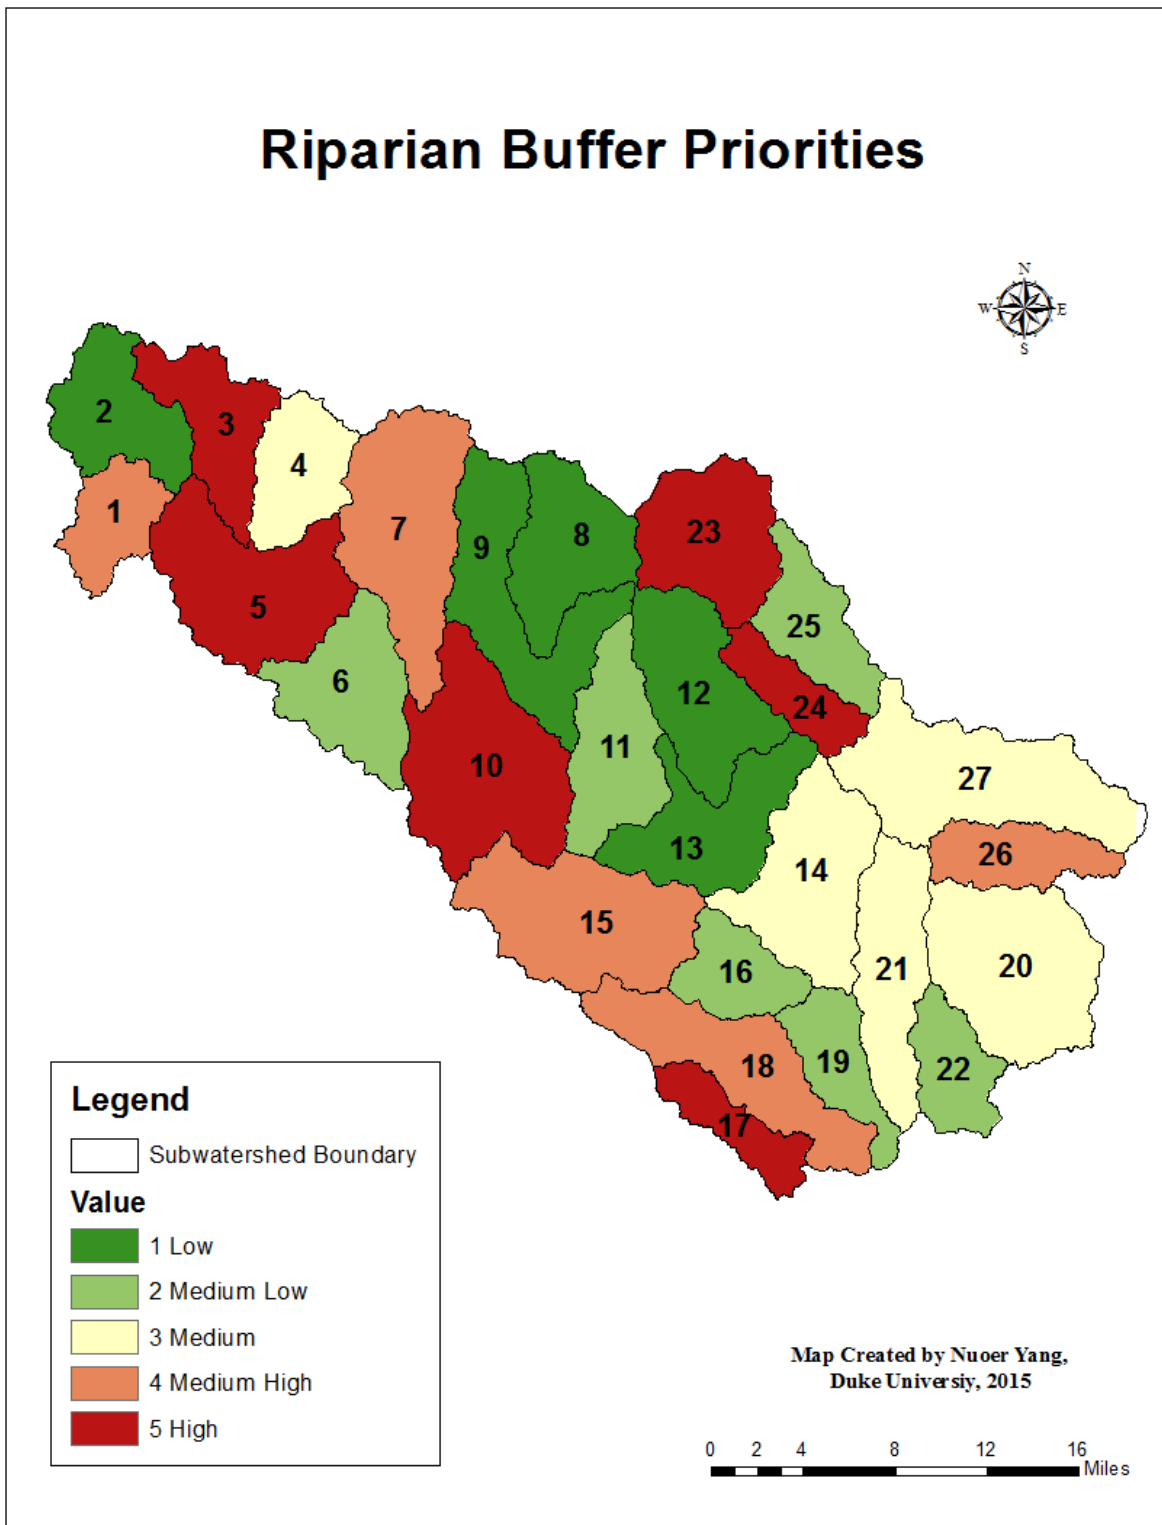 Riparian Buffer Priorities
N
W E
S
2
3
4
1
7
9
8
23
5
25
6
12
24
11
10
27
13
26
14
15
16
21
20
18
19
22
17
Legend
Subwatershed Boundary
Value
1 Low
2 Medium Low
3 Medium
4 Medium High
5 High
Map Created by Nuoer Yang,
Duke Universiy, 2015
0 2 4 8 12 16
Miles